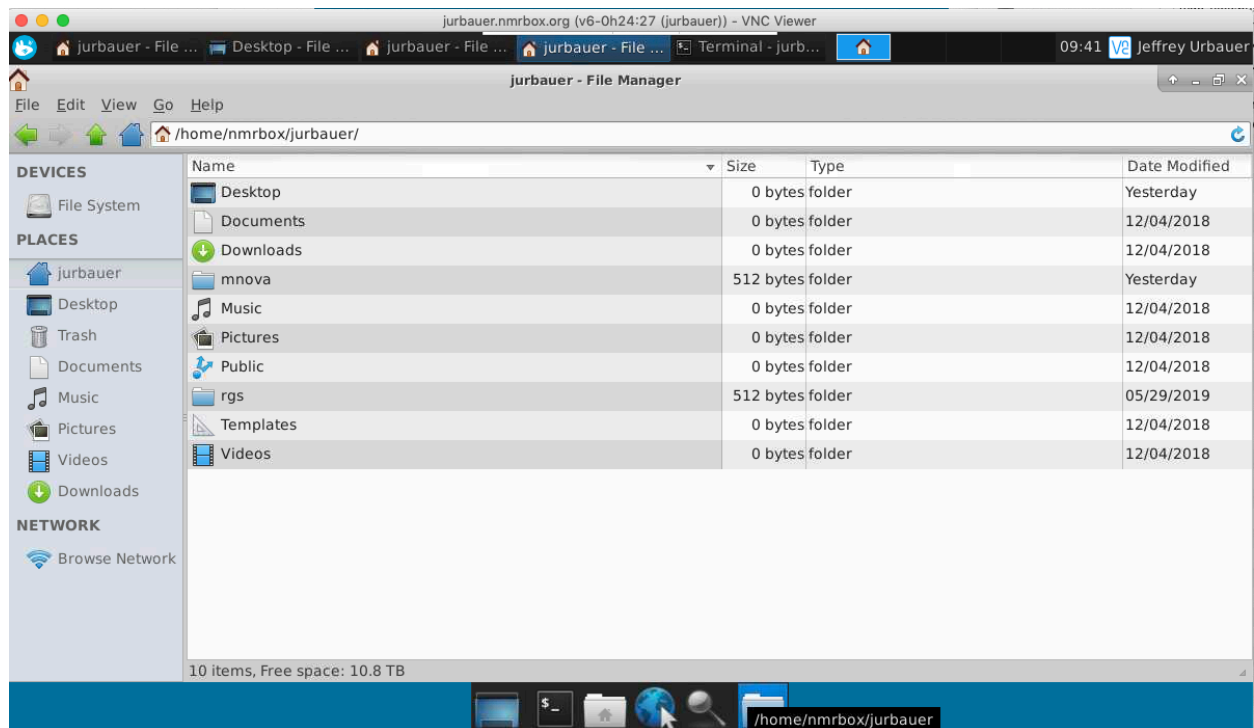 jurbauer.nmrbox.org (v6-0h24:27 (jurbauer)) - VNC Viewer
jurbauer - File ... Desktop - File ... jurbauer - File ... jurbauer - File ... Terminal - jurb... 09:41 V2 Jeffrey Urbauer
jurbauer - File Manager
File Edit View Go Help
/home/nmrbox/jurbauer/
DEVICES
File System
PLACES
jurbauer
Desktop
Trash
Documents
Music
Pictures
Videos
Downloads
NETWORK
Browse Network
Name Size Type Date Modified
Desktop 0 bytes folder Yesterday
Documents 0 bytes folder 12/04/2018
Downloads 0 bytes folder 12/04/2018
mnova 512 bytes folder Yesterday
Music 0 bytes folder 12/04/2018
Pictures 0 bytes folder 12/04/2018
Public 0 bytes folder 12/04/2018
rgs 512 bytes folder 05/29/2019
Templates 0 bytes folder 12/04/2018
Videos 0 bytes folder 12/04/2018
10 items, Free space: 10.8 TB
$_
/home/nmrbox/jurbauer